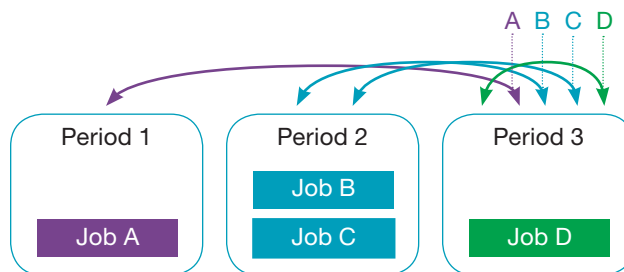 A B C D
Period 1 Period 2 Period 3
Job B
Job A Job C Job D